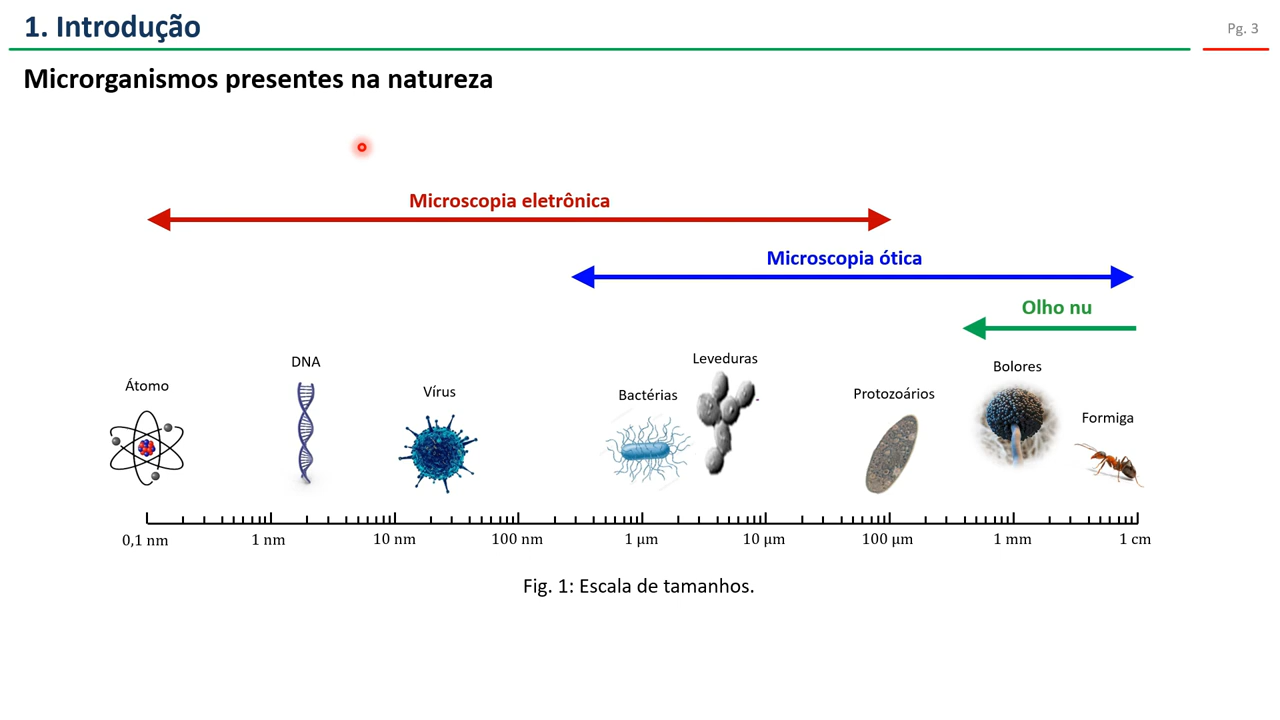 1. Introdução
Pg. 3
Microrganismos presentes na natureza
Microscopia eletrônica
Microscopia ótica
Olho nu
Átomo
DNA
Vírus
Bactérias
Leveduras
Protozoários
Bolores
Formiga
0,1 nm 1 nm 10 nm 100 nm 1 μm 10 μm 100 μm 1 mm 1 cm
Fig. 1: Escala de tamanhos.